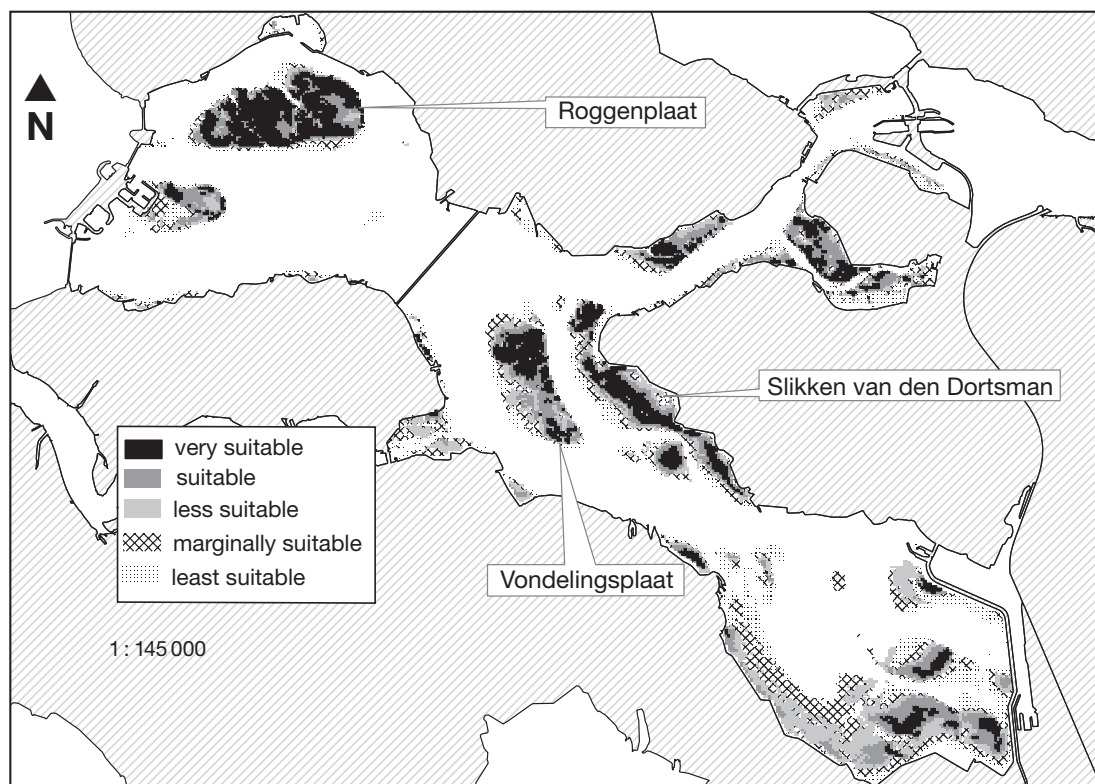 N
Roggenplaat
Slikken van den Dortsman
very suitable
suitable
less suitable
marginally suitable
least suitable
Vondelingsplaat
1 : 145 000